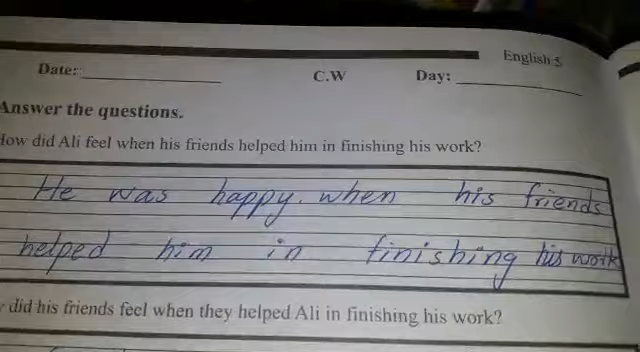 English 5
Date: C.W Day:
Answer the questions.
How did Ali feel when his friends helped him in finishing his work?
He was happy. when his friends
helped him in finishing his work
did his friends feel when they helped Ali in finishing his work?